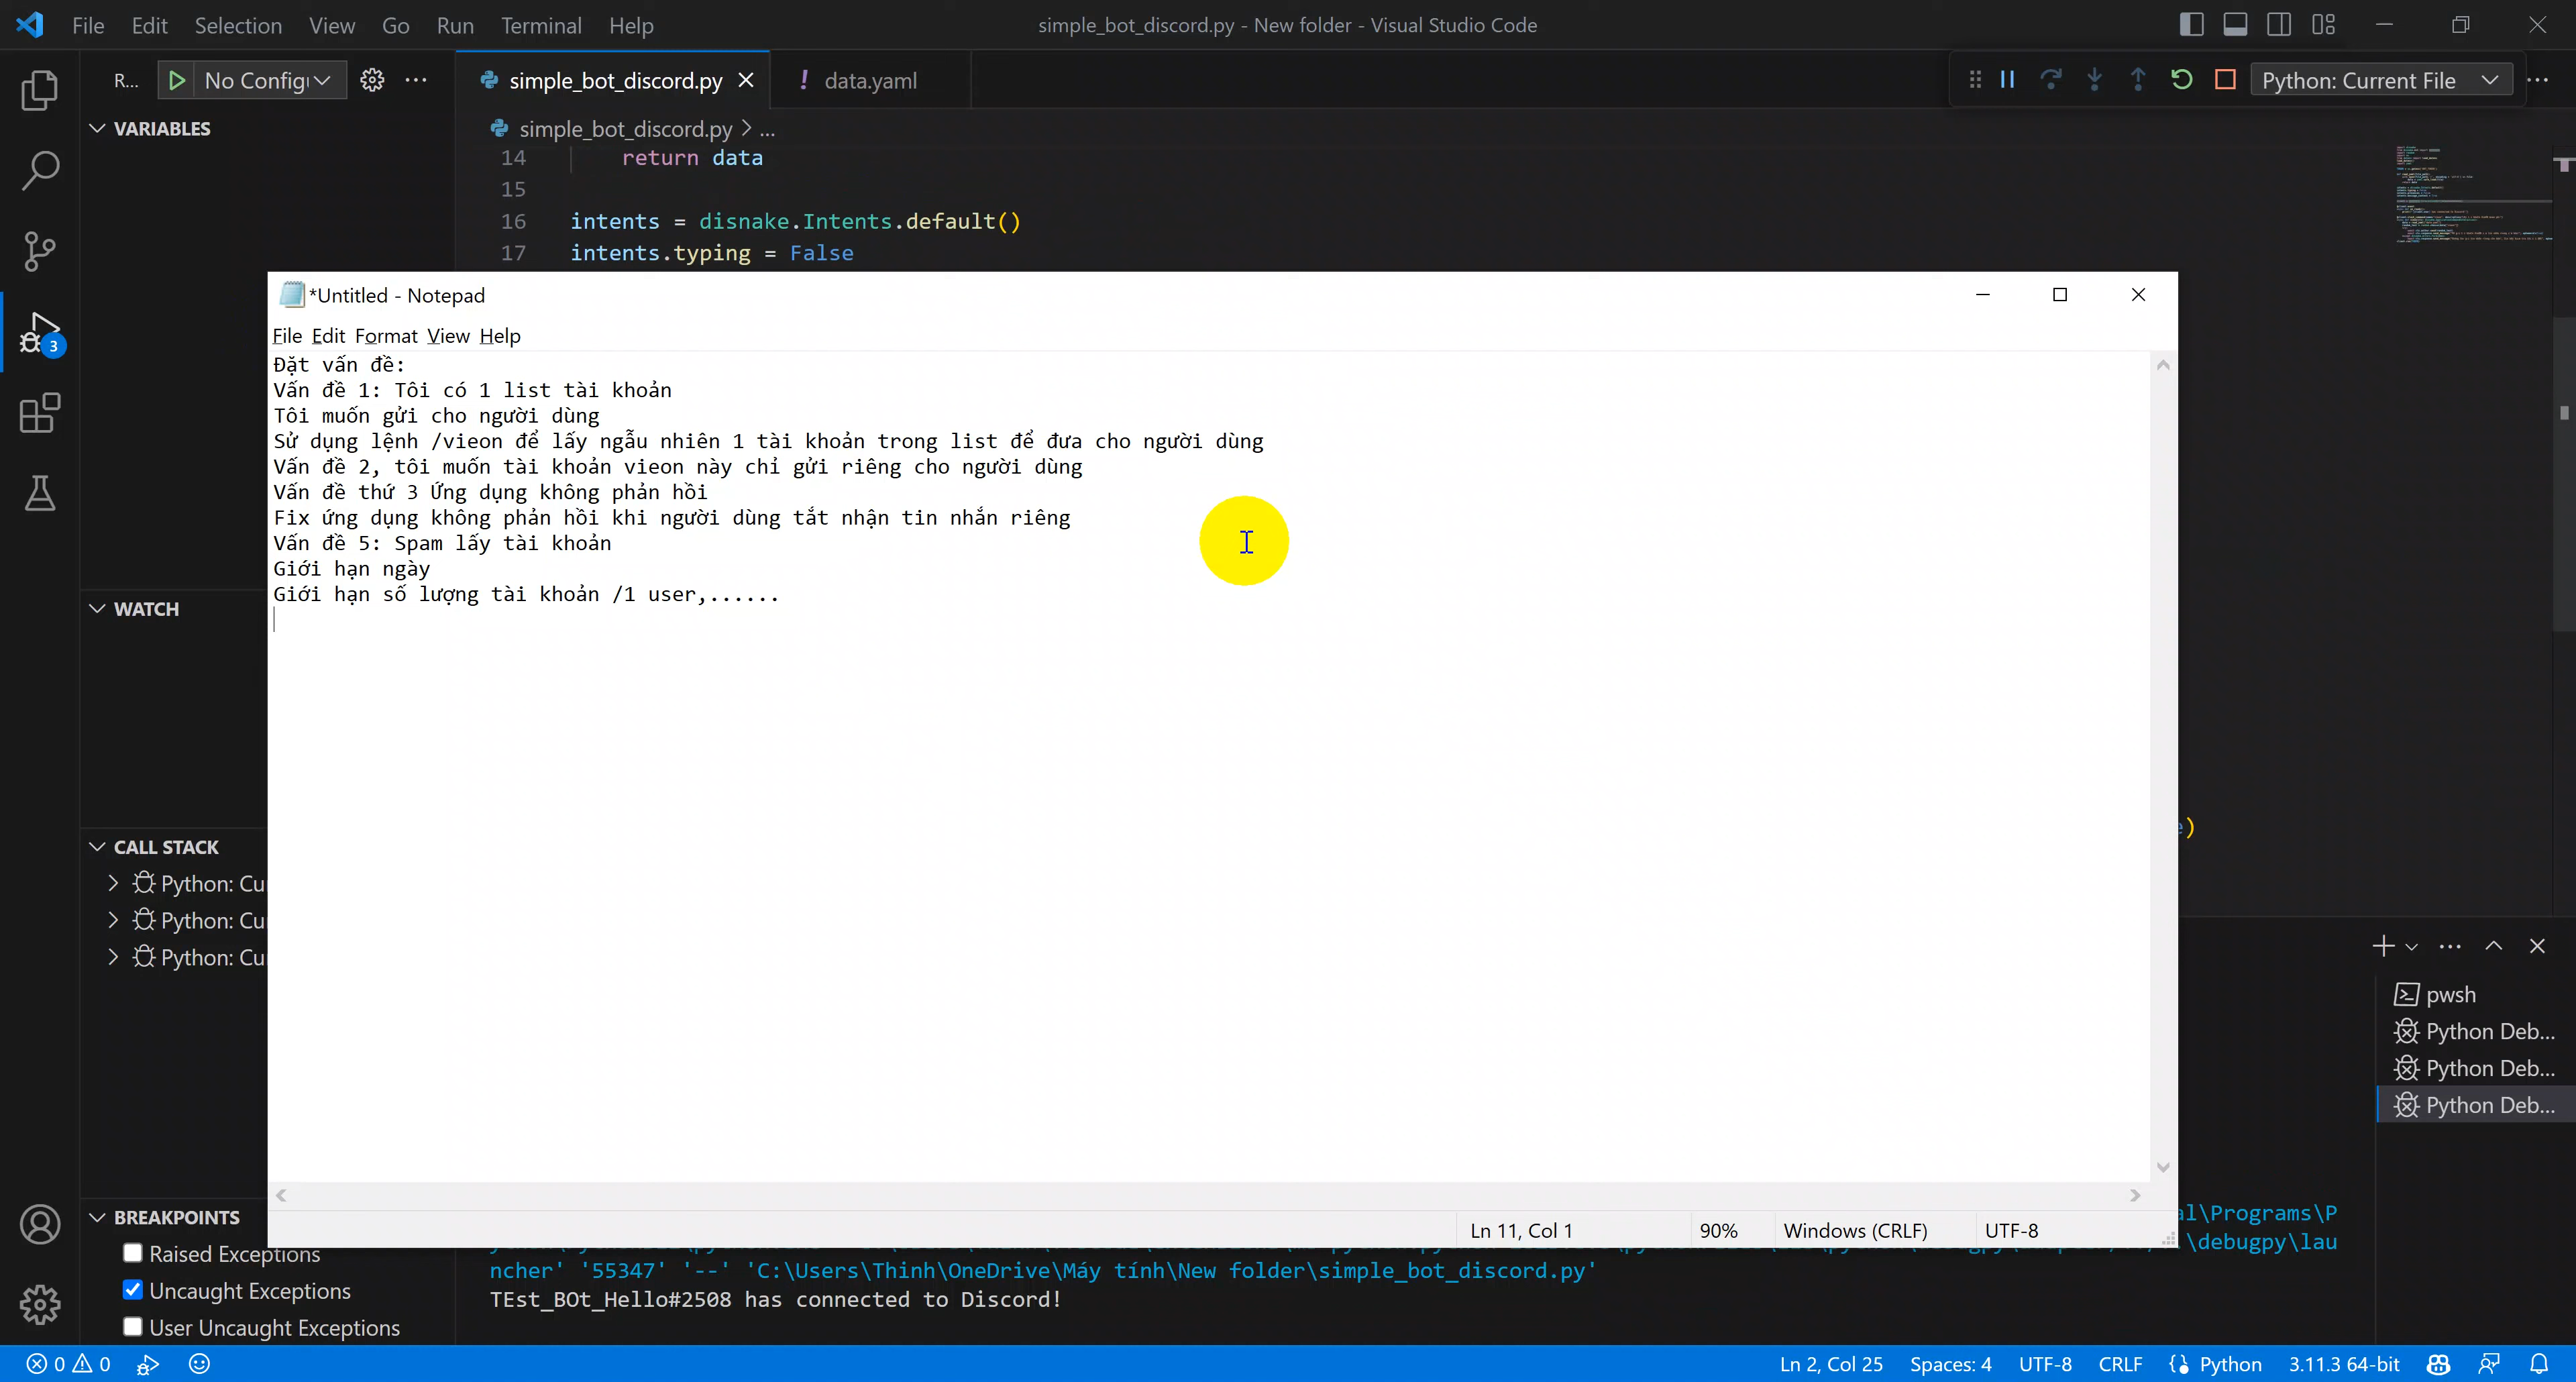 File Edit Selection View Go Run Terminal Help
simple_bot_discord.py - New folder - Visual Studio Code
R... No Config
simple_bot_discord.py
! data.yaml
Python: Current File
VARIABLES
simple_bot_discord.py > ...
14 return data
15
16 intents = disnake.Intents.default()
17 intents.typing = False
*Untitled - Notepad
File Edit Format View Help
Đặt vấn đề:
Vấn đề 1: Tôi có 1 list tài khoản
Tôi muốn gửi cho người dùng
Sử dụng lệnh /vieon để lấy ngẫu nhiên 1 tài khoản trong list để đưa cho người dùng
Vấn đề 2, tôi muốn tài khoản vieon này chỉ gửi riêng cho người dùng
Vấn đề thứ 3 Ứng dụng không phản hồi
Fix ứng dụng không phản hồi khi người dùng tắt nhận tin nhắn riêng
Vấn đề 5: Spam lấy tài khoản
Giới hạn ngày
Giới hạn số lượng tài khoản /1 user,......
Ln 11, Col 1 90% Windows (CRLF) UTF-8
3
WATCH
CALL STACK
Python: Cu
Python: Cu
Python: Cu
BREAKPOINTS
Raised Exceptions
Uncaught Exceptions
User Uncaught Exceptions
)
pwsh
Python Deb...
Python Deb...
Python Deb...
al\Programs\P
\debugpy\lau
ncher' '55347' '--' 'C:\Users\Thinh\OneDrive\Máy tính\New folder\simple_bot_discord.py'
TEst_BOt_Hello#2508 has connected to Discord!
0 0
Ln 2, Col 25 Spaces: 4 UTF-8 CRLF Python 3.11.3 64-bit